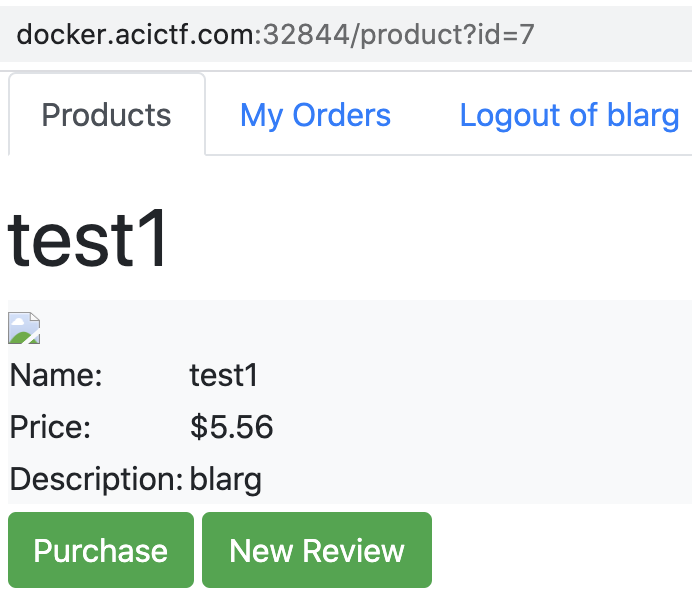 docker.acictf.com:32844/product?id=7
Products My Orders Logout of blarg
test1
Name: test1
Price: $5.56
Description: blarg
Purchase New Review